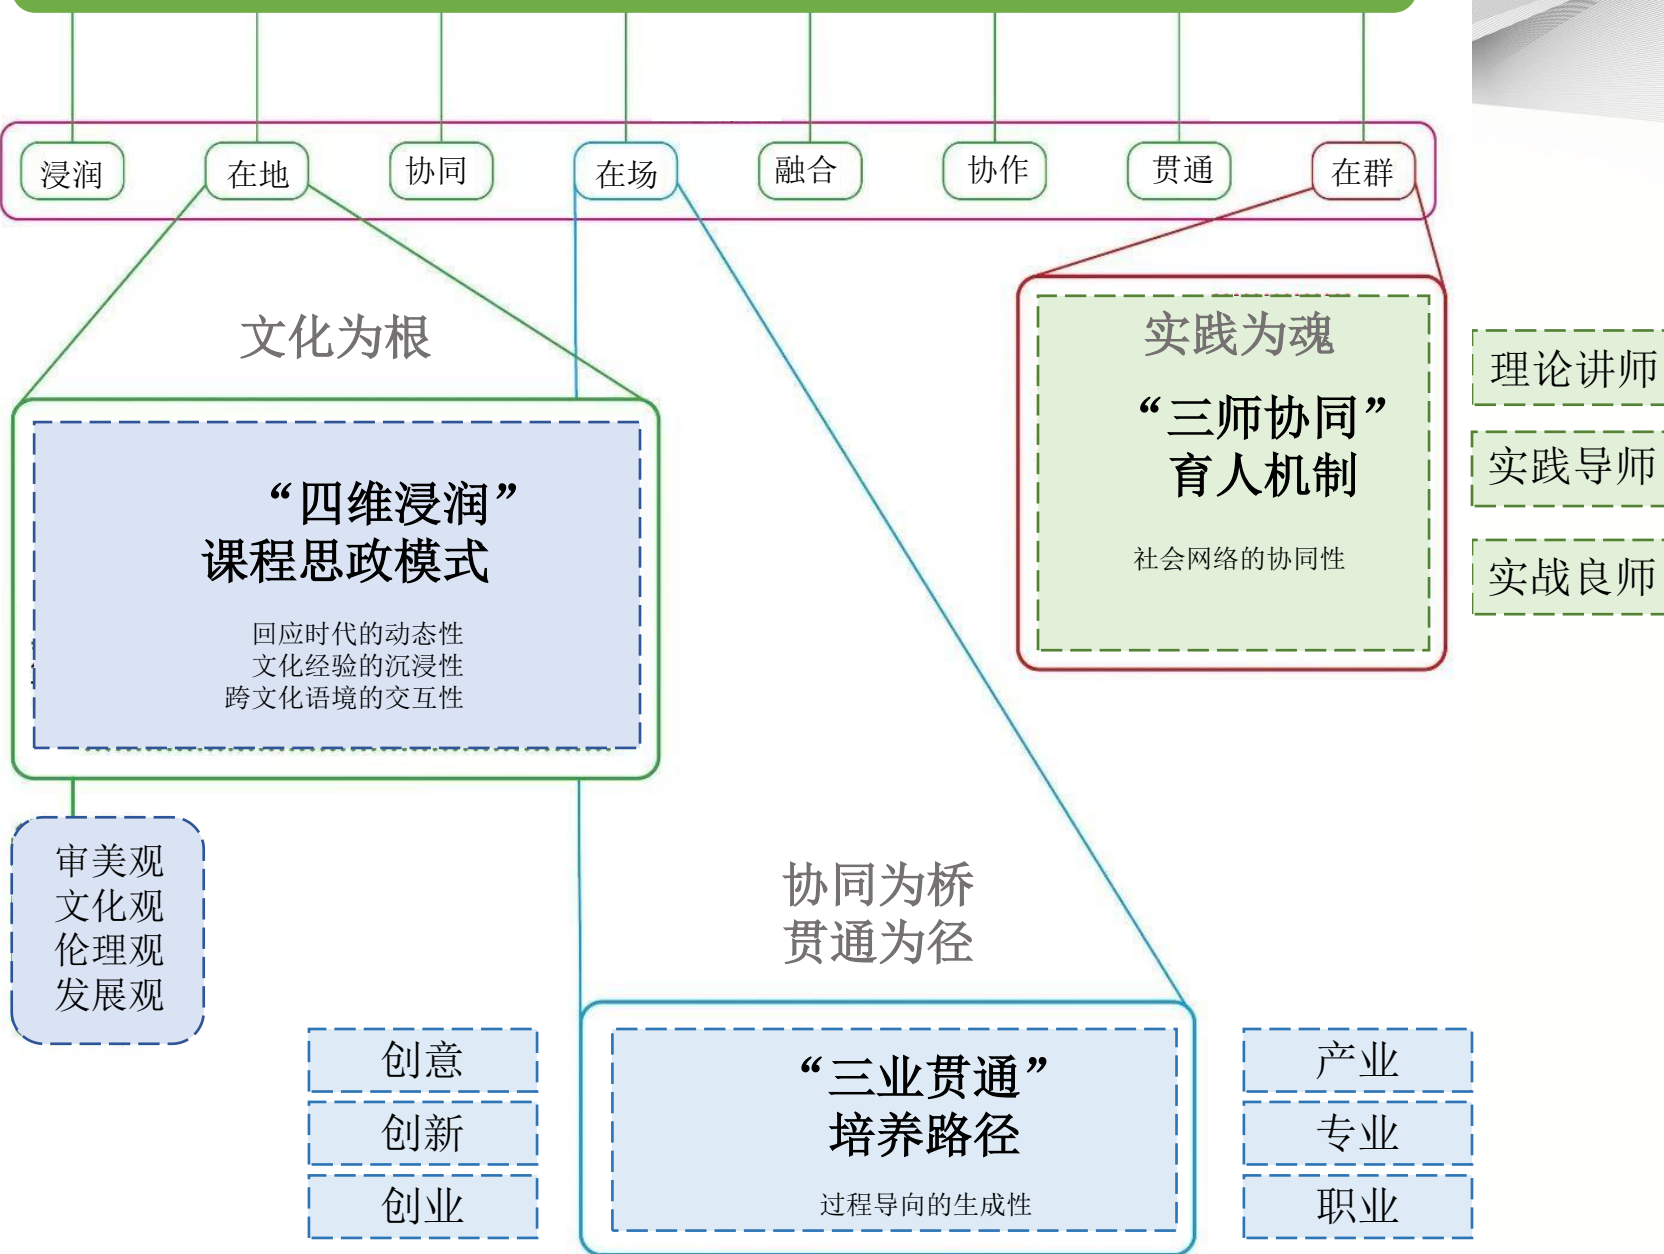 浸润
在地
协同
在场
融合
协作
贯通
在群
文化为根
“四维浸润”
课程思政模式
回应时代的动态性
文化经验的沉浸性
跨文化语境的交互性
审美观
文化观
伦理观
发展观
实践为魂
“三师协同”
育人机制
社会网络的协同性
理论讲师
实践导师
实战良师
协同为桥
贯通为径
创意
创新
创业
“三业贯通”
培养路径
过程导向的生成性
产业
专业
职业